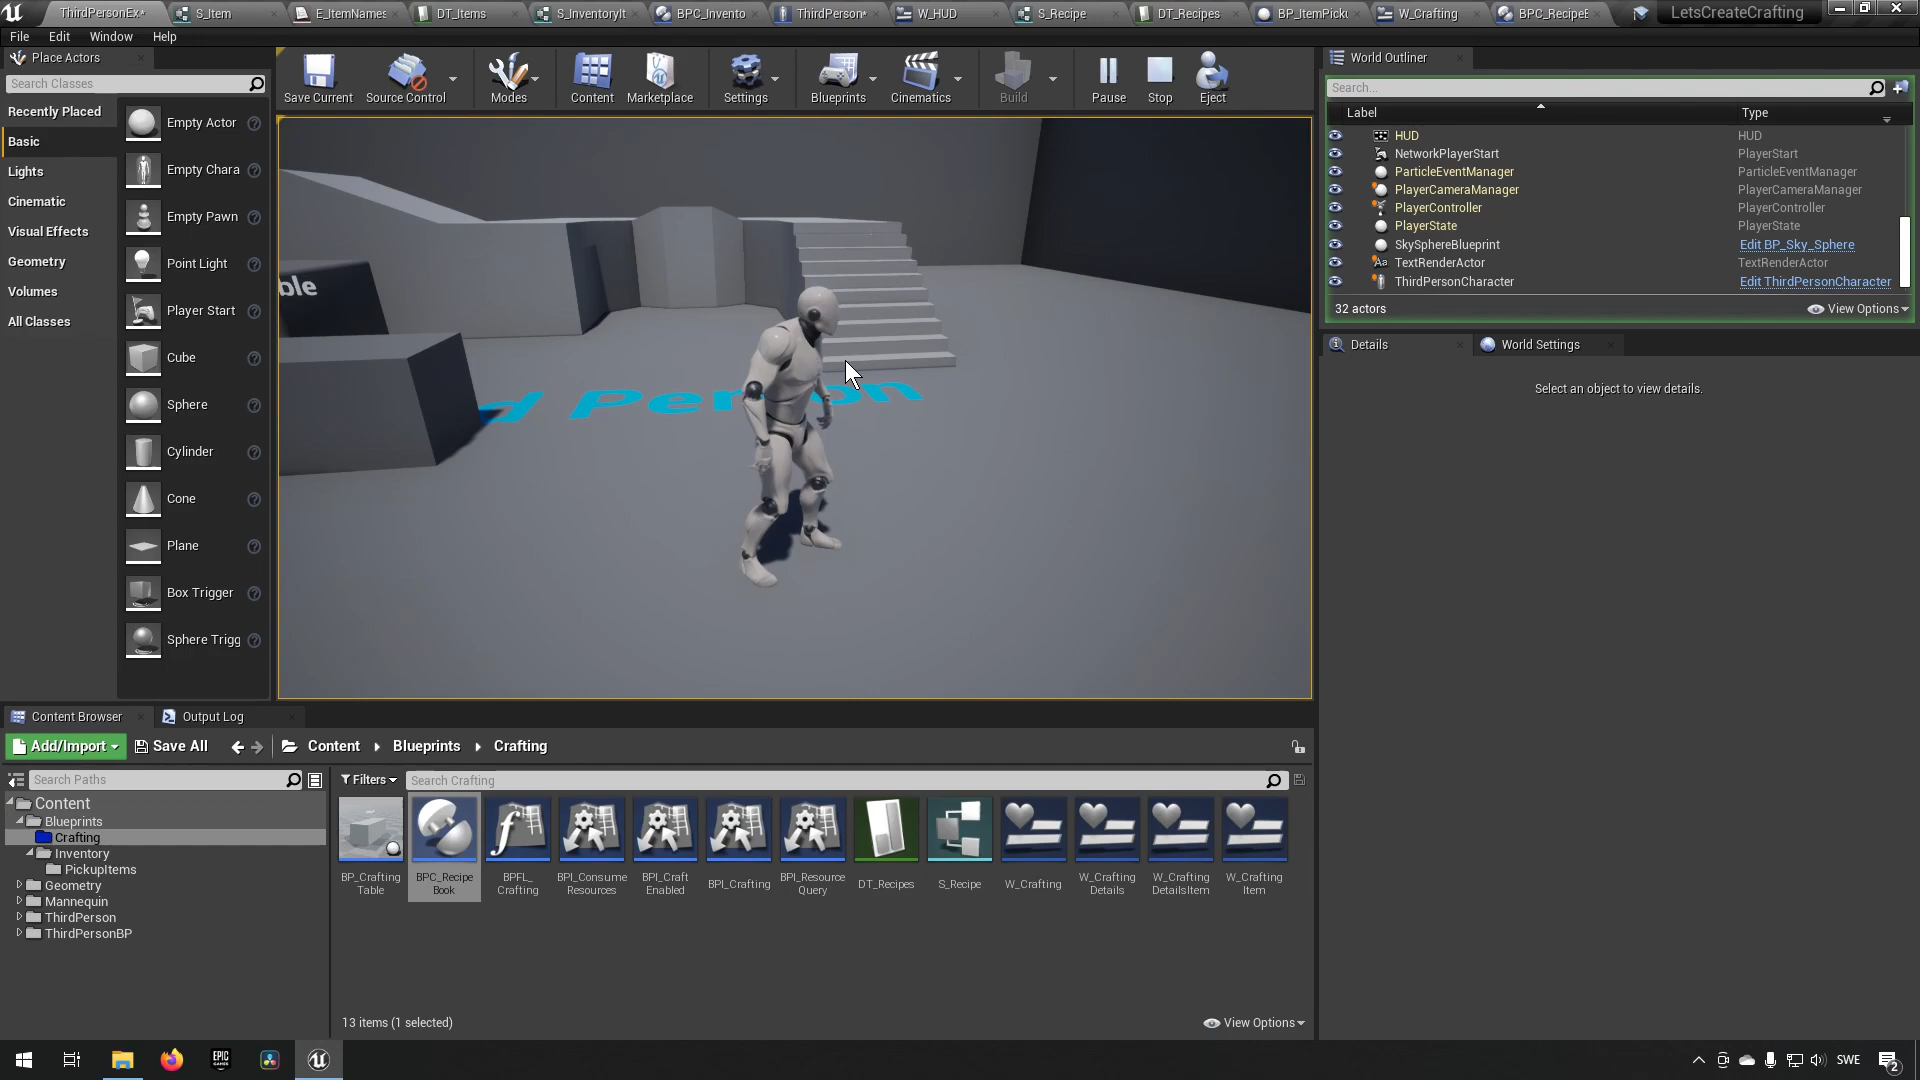 ThirdPersonEx*
S_Item
E_ItemNames
DT_Items
S_InventoryIt
BPC_Invento
ThirdPerson*
W_HUD
S_Recipe
DT_Recipes
BP_ItemPicku
W_Crafting
BPC_RecipeB
LetsCreateCrafting
File
Edit
Window
Help
Place Actors
Search Classes
Recently Placed
Basic
Lights
Cinematic
Visual Effects
Geometry
Volumes
All Classes
Empty Actor
Empty Chara
Empty Pawn
Point Light
Player Start
Cube
Sphere
Cylinder
Cone
Plane
Box Trigger
Sphere Trigg
Save Current
Source Control
Modes
Content
Marketplace
Settings
Blueprints
Cinematics
Build
Pause
Stop
Eject
ble
d Person
World Outliner
Search...
Label
Type
HUD
HUD
NetworkPlayerStart
PlayerStart
ParticleEventManager
ParticleEventManager
PlayerCameraManager
PlayerCameraManager
PlayerController
PlayerController
PlayerState
PlayerState
SkySphereBlueprint
Edit BP_Sky_Sphere
TextRenderActor
TextRenderActor
ThirdPersonCharacter
Edit ThirdPersonCharacter
32 actors
View Options
Details
World Settings
Select an object to view details.
Content Browser
Output Log
Add/Import
Save All
Content
Blueprints
Crafting
Search Paths
Filters
Search Crafting
Content
Blueprints
Crafting
Inventory
PickupItems
Geometry
Mannequin
ThirdPerson
ThirdPersonBP
BP_Crafting
Table
BPC_Recipe
Book
BPFL_
Crafting
BPI_Consume
Resources
BPI_Craft
Enabled
BPI_Crafting
BPI_Resource
Query
DT_Recipes
S_Recipe
W_Crafting
W_Crafting
Details
W_Crafting
DetailsItem
W_Crafting
Item
13 items (1 selected)
View Options
EPIC
GAMES
SWE
2